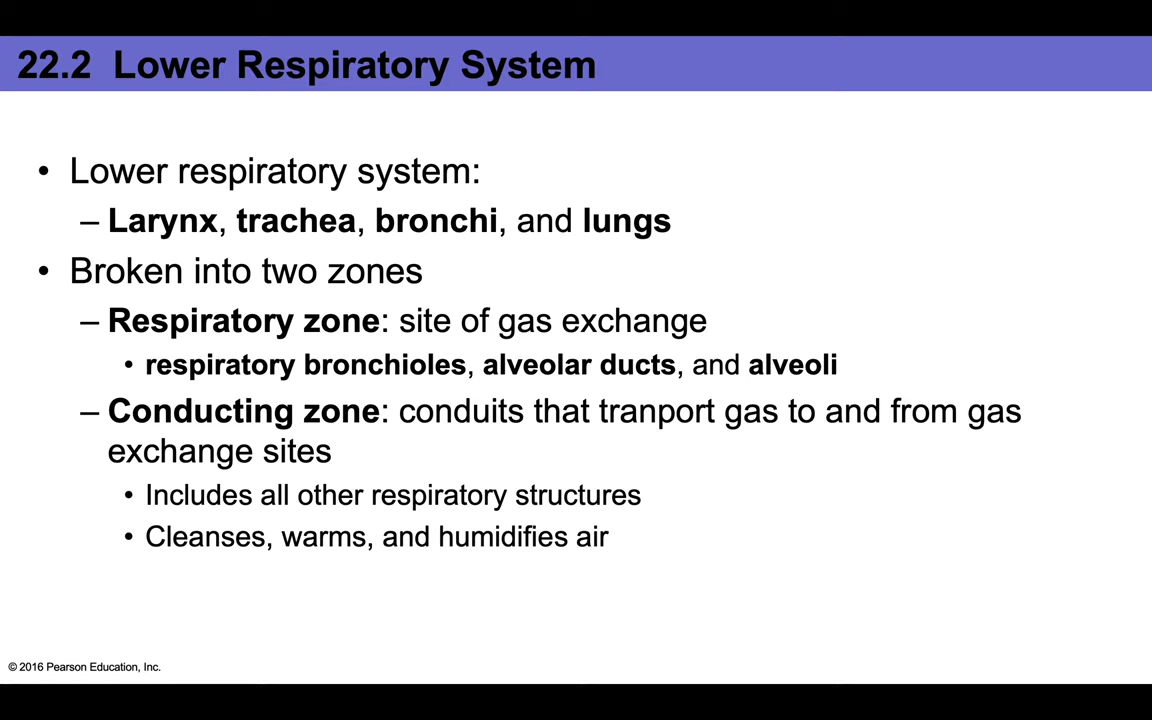 22.2 Lower Respiratory System
• Lower respiratory system:
– Larynx, trachea, bronchi, and lungs
• Broken into two zones
– Respiratory zone: site of gas exchange
• respiratory bronchioles, alveolar ducts, and alveoli
– Conducting zone: conduits that tranport gas to and from gas
exchange sites
• Includes all other respiratory structures
• Cleanses, warms, and humidifies air
© 2016 Pearson Education, Inc.